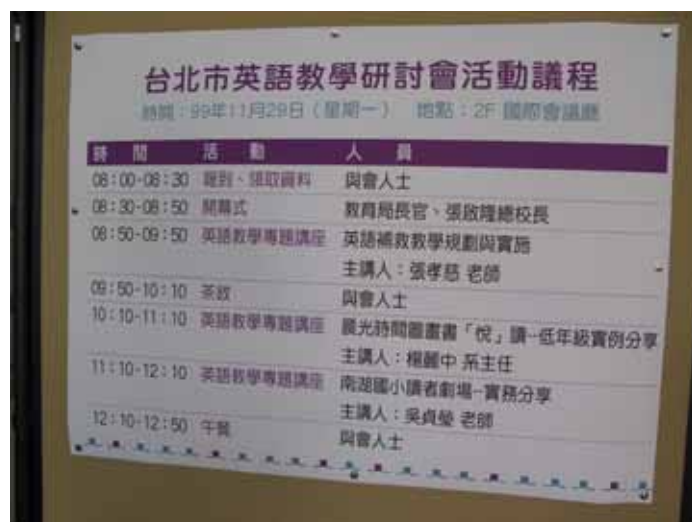 台北市英語教學研討會活動議程
時間：99年11月29日（星期一） 地點：2F 國際會議廳
時 間 活 動 人 員
08：00-08：30 報到、領取資料 與會人士
08：30-08：50 開幕式 教育局長官、張啟隆總校長
08：50-09：50 英語教學專題講座 英語補救教學規劃與實施
主講人：張孝慈 老師
09：50-10：10 茶敘 與會人士
10：10-11：10 英語教學專題講座 晨光時間圖畫書「悅」讀--低年級實例分享
主講人：楊麗中 系主任
11：10-12：10 英語教學專題講座 南湖國小讀者劇場--實務分享
主講人：吳貞瑩 老師
12：10-12：50 午餐 與會人士